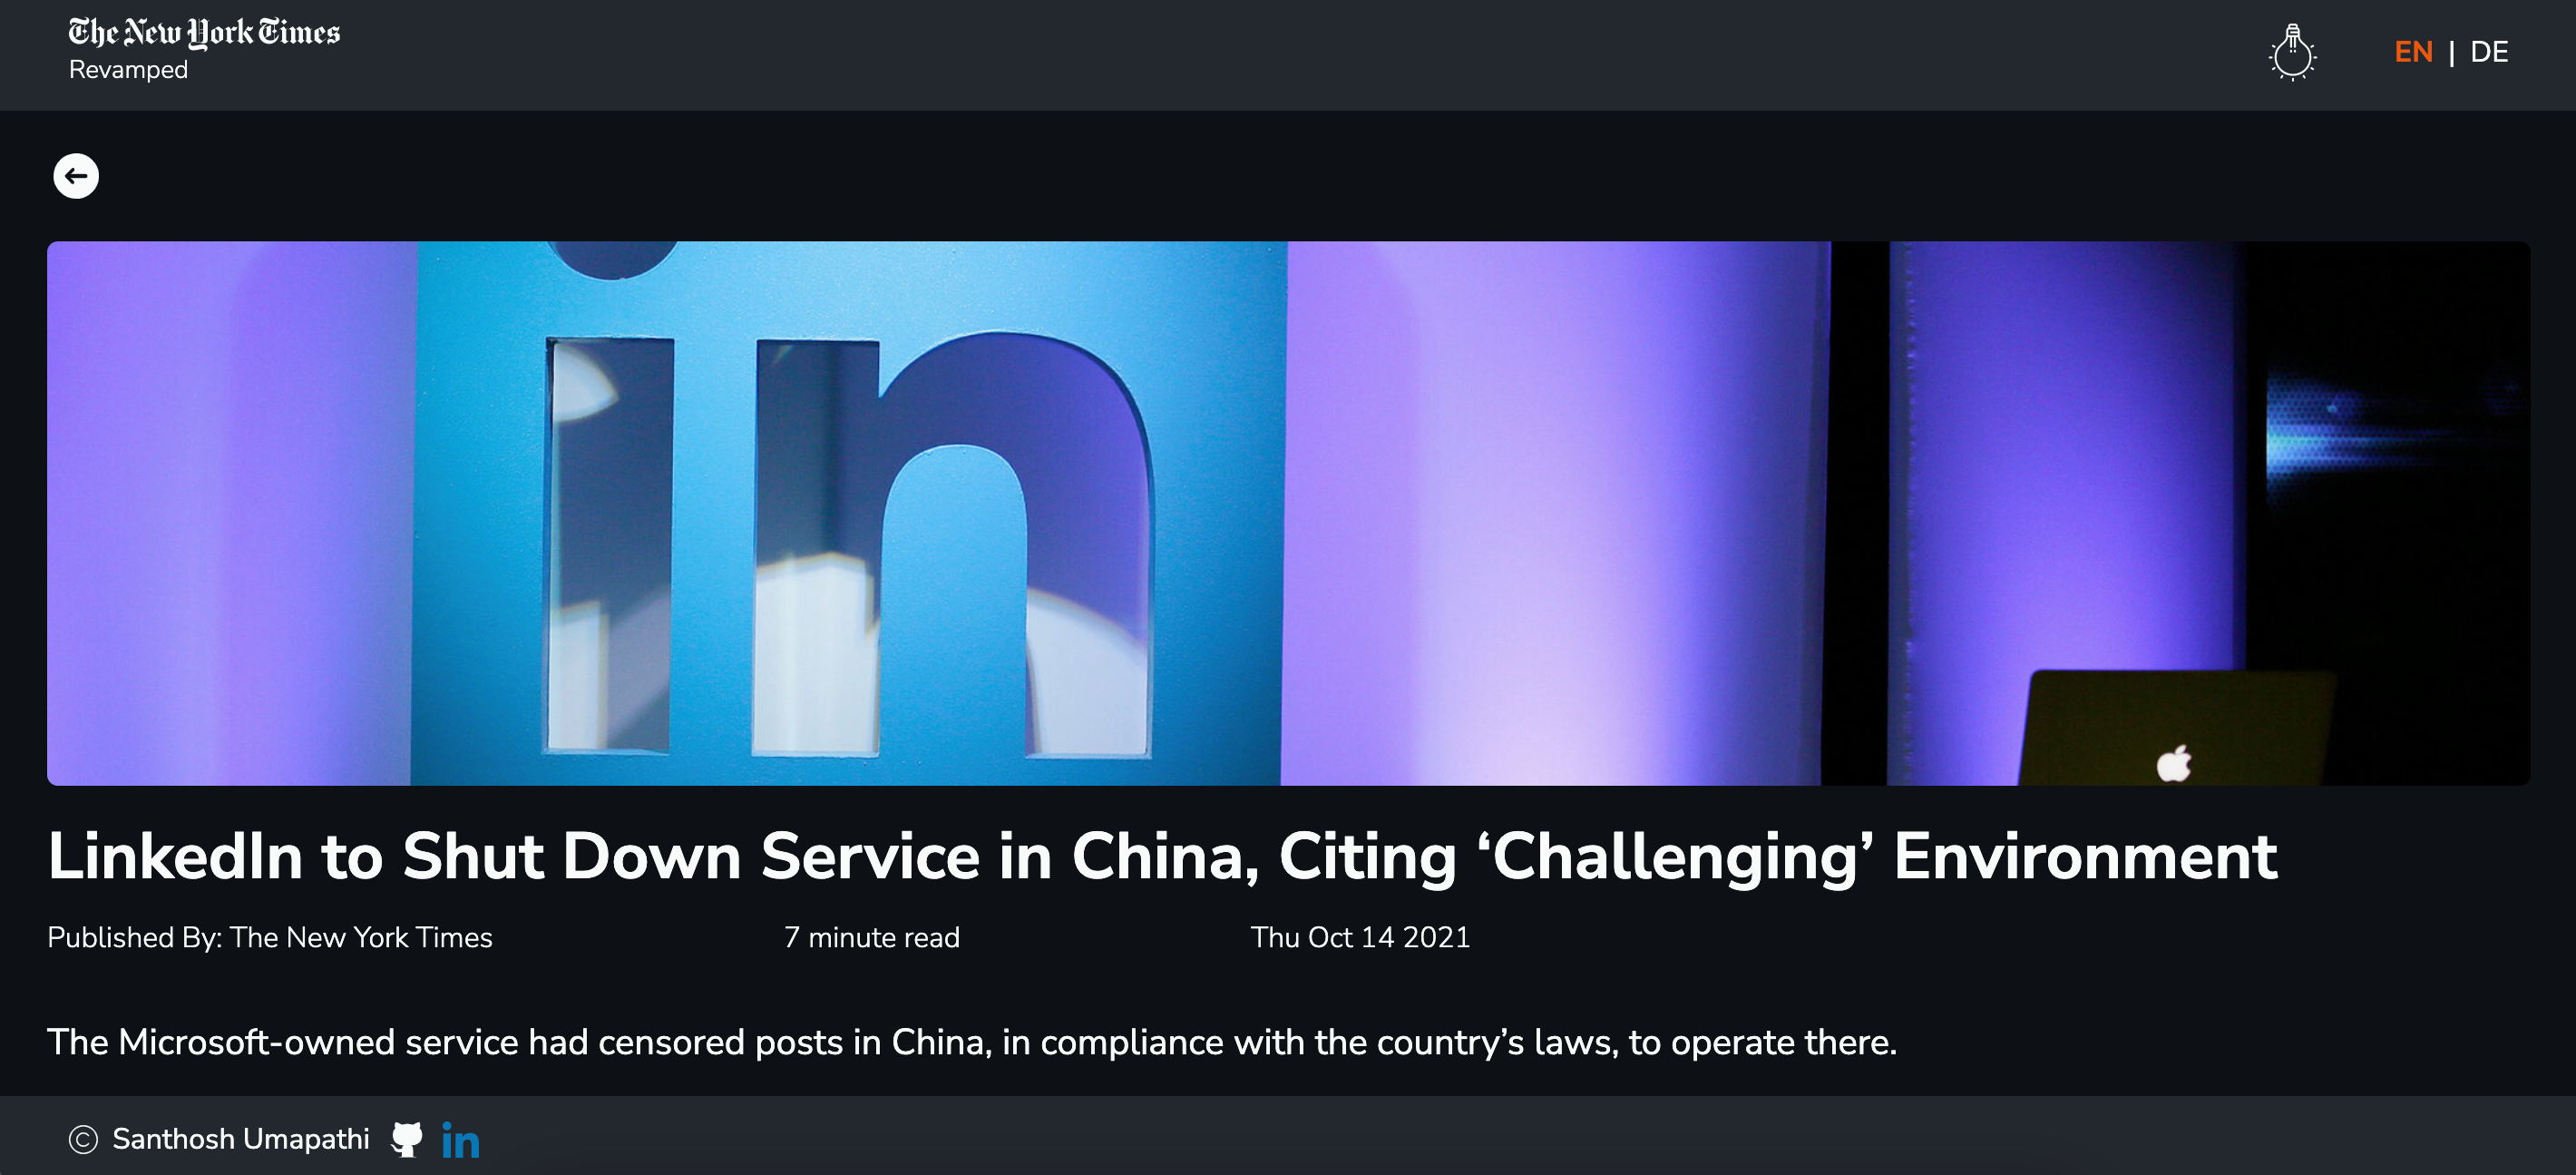 The New York Times
Revamped
EN | DE
in
LinkedIn to Shut Down Service in China, Citing ‘Challenging’ Environment
Published By: The New York Times
7 minute read
Thu Oct 14 2021
The Microsoft-owned service had censored posts in China, in compliance with the country’s laws, to operate there.
© Santhosh Umapathi
in